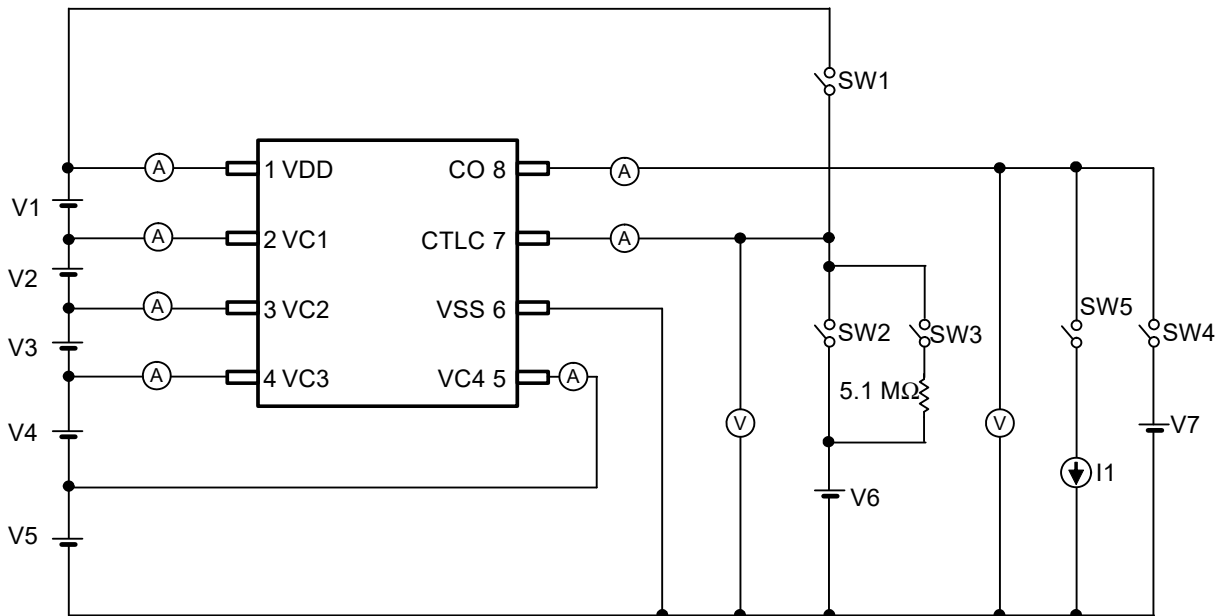 SW1
A
1 VDD
CO 8
A
V1
A
2 VC1
CTLC 7
A
V2
A
3 VC2
VSS 6
SW5
V3
SW2
SW3
SW4
A
4 VC3
VC4 5
A
5.1 MΩ
V4
V
V
V7
I1
V6
V5